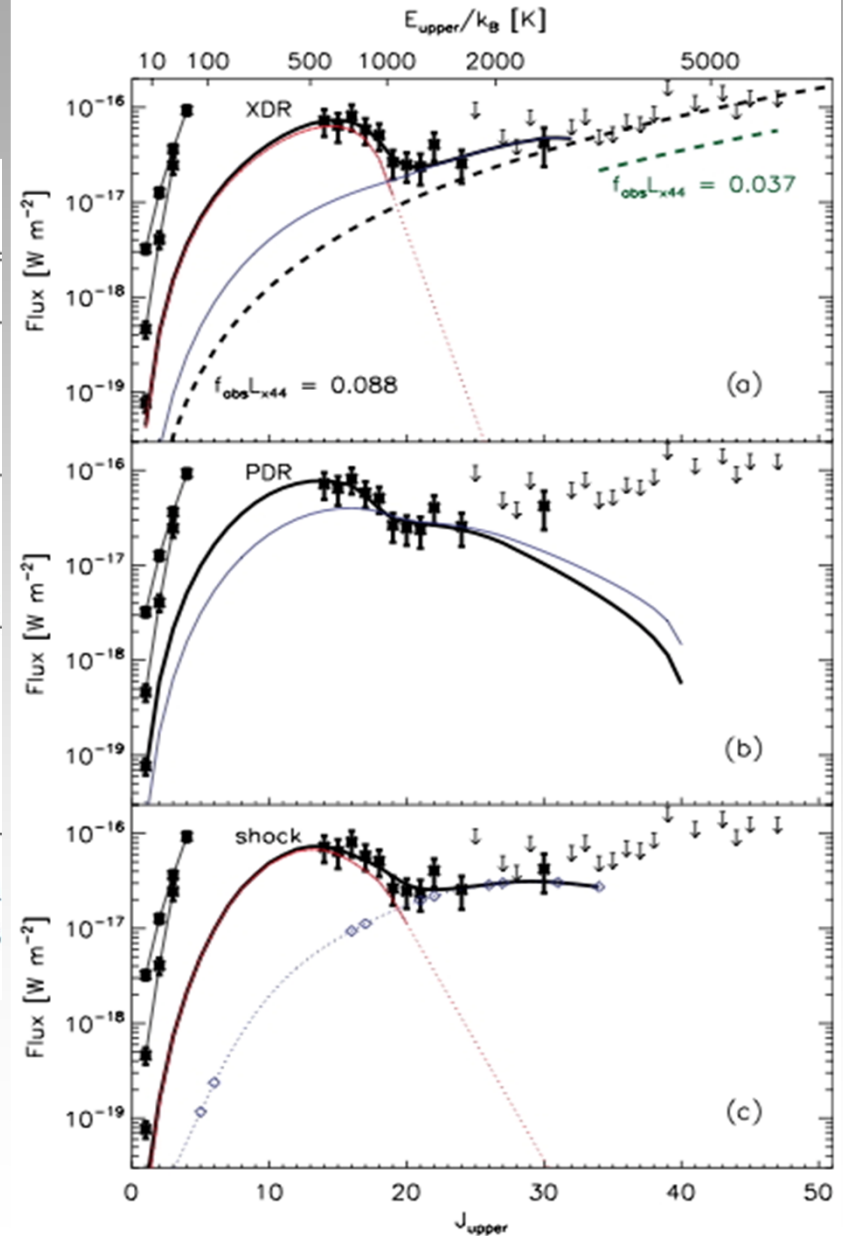 E_upper/k_B [K]
10 100 500 1000 2000 5000
XDR
10^-16
10^-17
f_obs L_x44 = 0.037
Flux [W m^-2]
10^-18
10^-19
f_obs L_x44 = 0.088
(a)
PDR
10^-16
10^-17
Flux [W m^-2]
10^-18
10^-19
(b)
shock
10^-16
10^-17
Flux [W m^-2]
10^-18
10^-19
(c)
0 10 20 30 40 50
J_upper